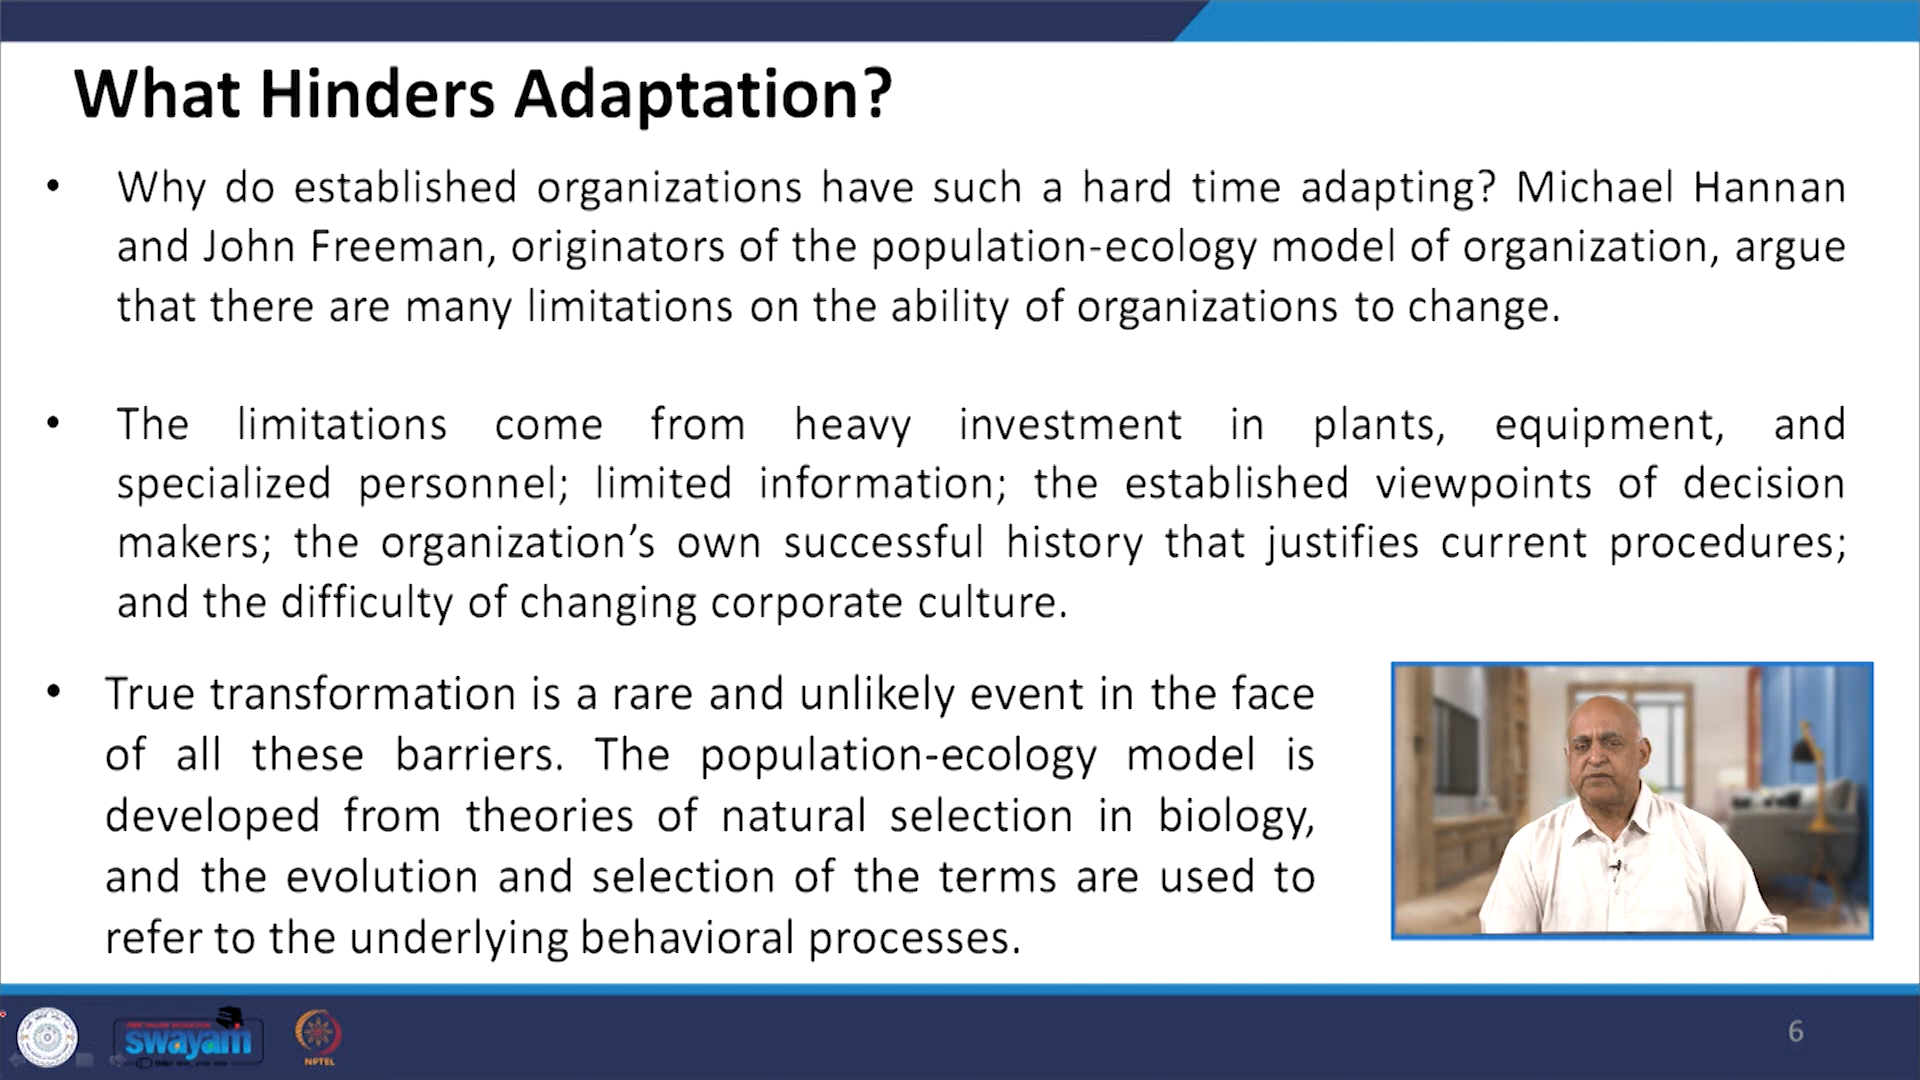 What Hinders Adaptation?
• Why do established organizations have such a hard time adapting? Michael Hannan
and John Freeman, originators of the population-ecology model of organization, argue
that there are many limitations on the ability of organizations to change.
• The limitations come from heavy investment in plants, equipment, and
specialized personnel; limited information; the established viewpoints of decision
makers; the organization’s own successful history that justifies current procedures;
and the difficulty of changing corporate culture.
• True transformation is a rare and unlikely event in the face
of all these barriers. The population-ecology model is
developed from theories of natural selection in biology,
and the evolution and selection of the terms are used to
refer to the underlying behavioral processes.
swayam
NPTEL
6